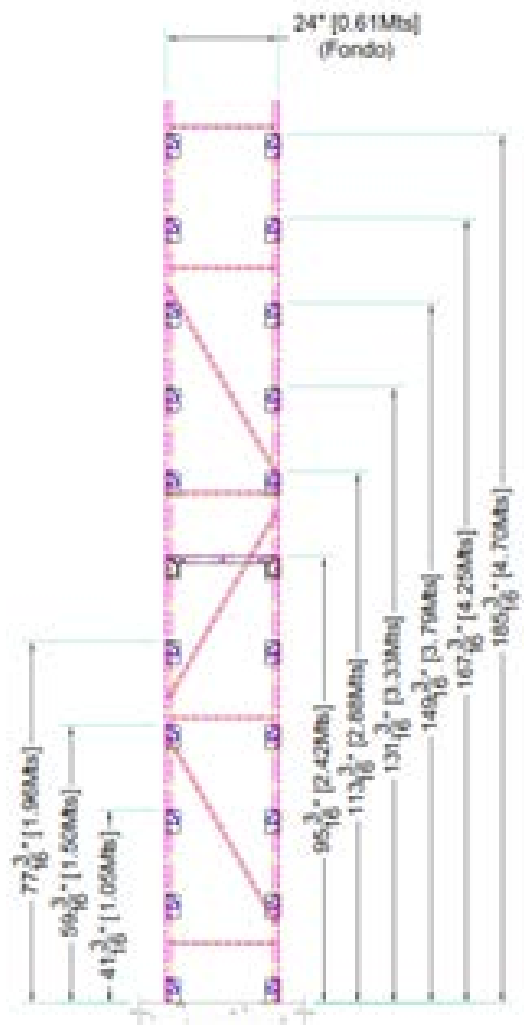 24" [0.61Mts]
(Fondo)
77 3/16" [1.96Mts]
59 3/16" [1.50Mts]
41 3/16" [1.05Mts]
95 3/16" [2.42Mts]
113 3/16" [2.88Mts]
131 3/16" [3.33Mts]
149 3/16" [3.79Mts]
167 3/16" [4.25Mts]
185 3/16" [4.70Mts]